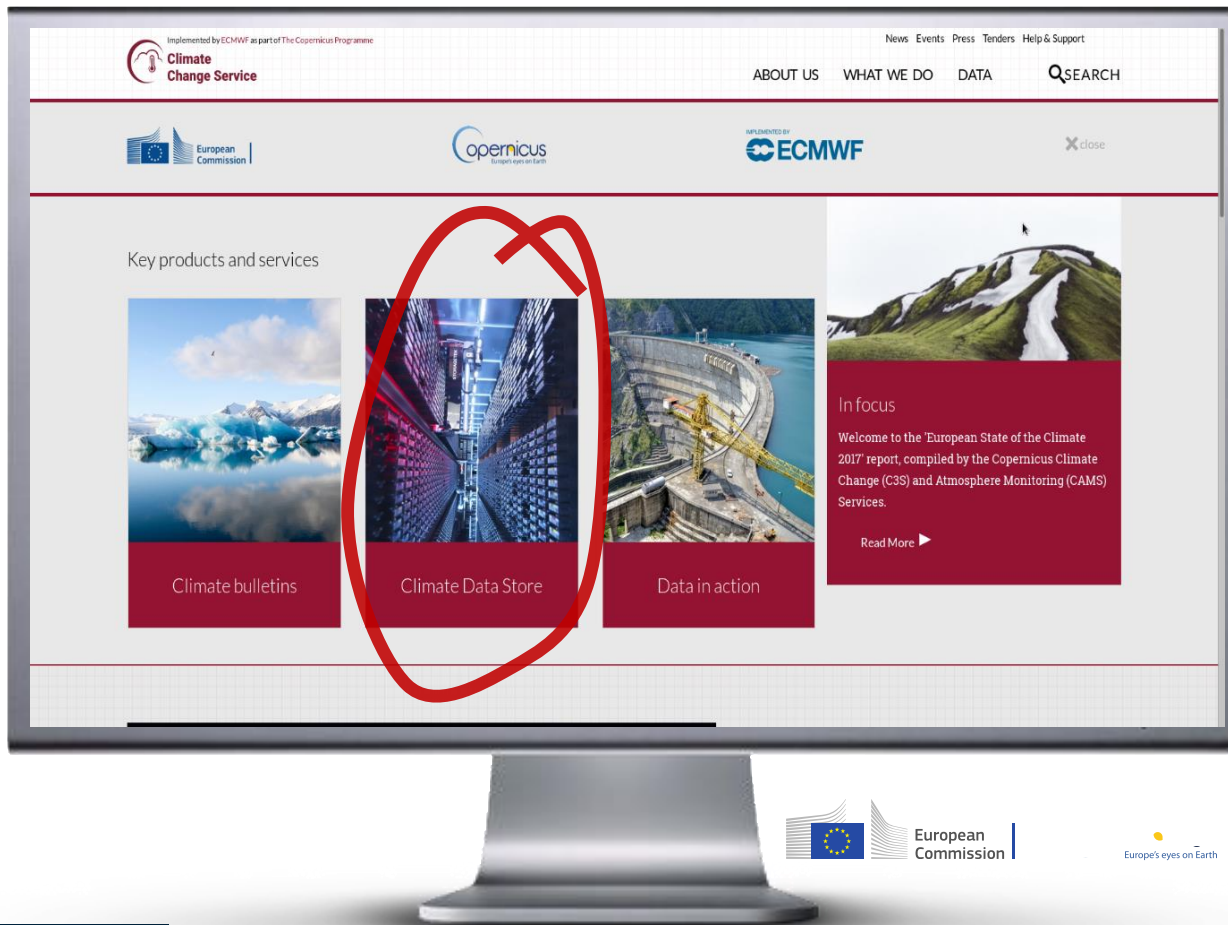 Implemented by ECMWF as part of The Copernicus Programme
Climate
Change Service
News Events Press Tenders Help & Support
ABOUT US WHAT WE DO DATA SEARCH
European
Commission
opernicus
Europe's eyes on Earth
IMPLEMENTED BY
ECMWF
close
Key products and services
Climate bulletins
Climate Data Store
Data in action
In focus
Welcome to the 'European State of the Climate
2017' report, compiled by the Copernicus Climate
Change (C3S) and Atmosphere Monitoring (CAMS)
Services.
Read More
European
Commission
Europe's eyes on Earth